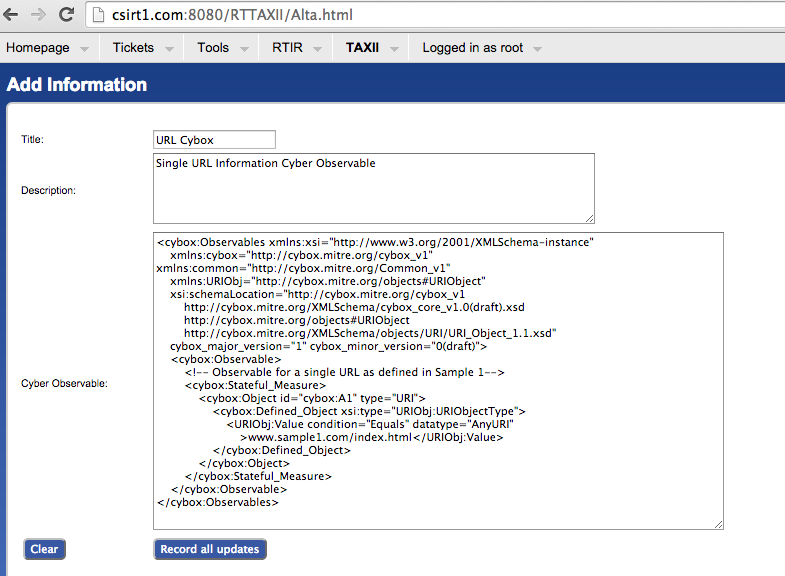 csirt1.com:8080/RTTAXII/Alta.html
Homepage Tickets Tools RTIR TAXII Logged in as root
Add Information
Title: URL Cybox
Description: Single URL Information Cyber Observable
Cyber Observable:
<cybox:Observables xmlns:xsi="http://www.w3.org/2001/XMLSchema-instance"
xmlns:cybox="http://cybox.mitre.org/cybox_v1"
xmlns:common="http://cybox.mitre.org/Common_v1"
xmlns:URIObj="http://cybox.mitre.org/objects#URIObject"
xsi:schemaLocation="http://cybox.mitre.org/cybox_v1
http://cybox.mitre.org/XMLSchema/cybox_core_v1.0(draft).xsd
http://cybox.mitre.org/objects#URIObject
http://cybox.mitre.org/XMLSchema/objects/URI/URI_Object_1.1.xsd"
cybox_major_version="1" cybox_minor_version="0(draft)">
<cybox:Observable>
<!-- Observable for a single URL as defined in Sample 1-->
<cybox:Stateful_Measure>
<cybox:Object id="cybox:A1" type="URI">
<cybox:Defined_Object xsi:type="URIObj:URIObjectType">
<URIObj:Value condition="Equals" datatype="AnyURI"
>www.sample1.com/index.html</URIObj:Value>
</cybox:Defined_Object>
</cybox:Object>
</cybox:Stateful_Measure>
</cybox:Observable>
</cybox:Observables>
Clear Record all updates